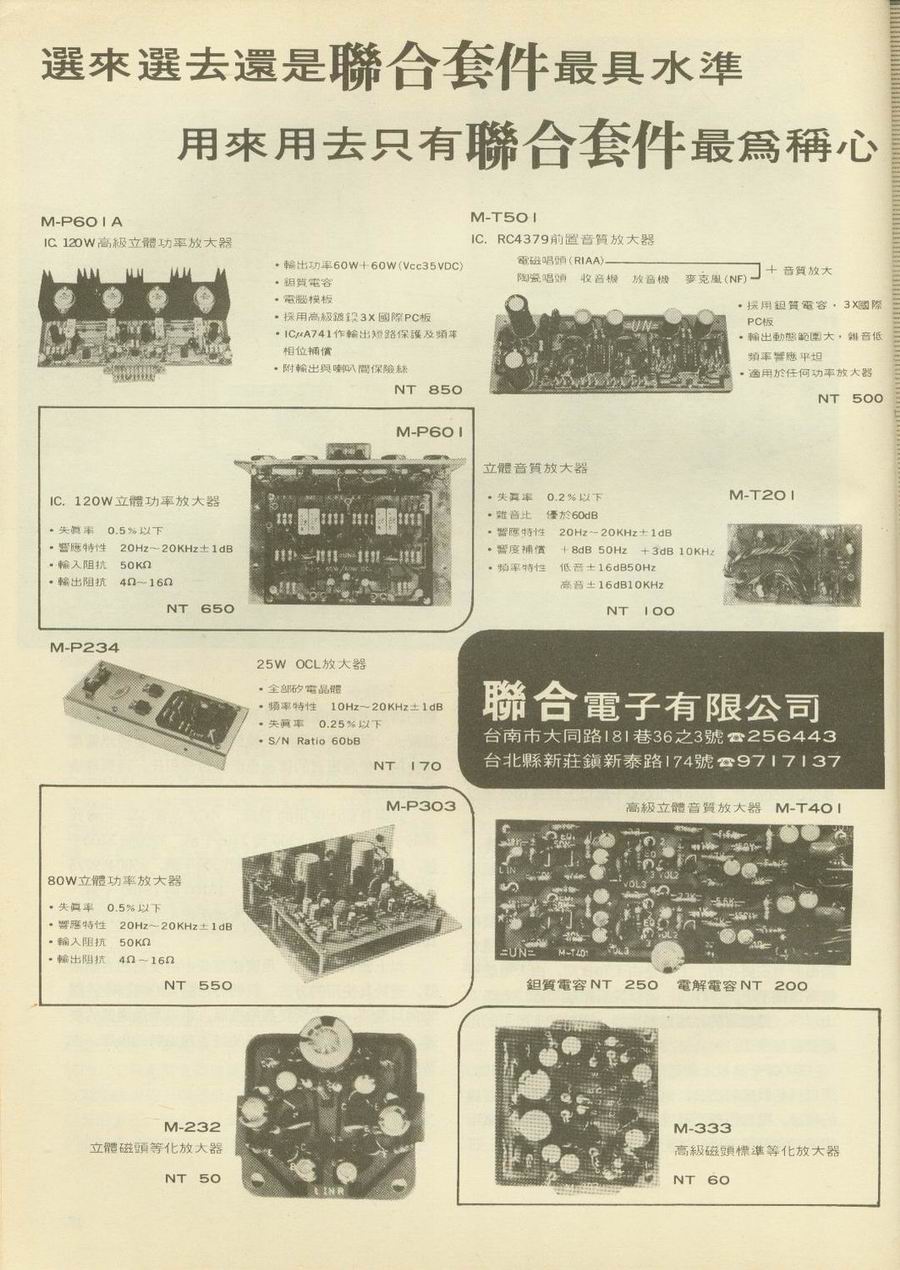 選來選去還是聯合套件最具水準
用來用去只有聯合套件最為稱心
M-P601A
IC. 120W高級立體功率放大器
• 輸出功率60W+60W(Vcc35VDC)
• 鉭質電容
• 電腦模板
• 採用高級鍍銀3X國際PC板
• ICμA741作輸出短路保護及頻率
相位補償
• 附輸出與喇叭間保險絲
NT 850
M-T501
IC. RC4379前置音質放大器
電磁唱頭(RIAA)
陶瓷唱頭 收音機 放音機 麥克風(NF)
+ 音質放大
• 採用鉭質電容,3X國際
PC板
• 輸出動態範圍大,雜音低
頻率響應平坦
• 適用於任何功率放大器
NT 500
=UN=
M-P601
IC. 120W立體功率放大器
• 失眞率 0.5%以下
• 響應特性 20Hz~20KHz±1dB
• 輸入阻抗 50KΩ
• 輸出阻抗 4Ω~16Ω
NT 650
立體音質放大器
M-T201
• 失眞率 0.2%以下
• 雜音比 優於60dB
• 響應特性 20Hz~20KHz±1dB
• 響度補償 +8dB 50Hz +3dB 10KHz
• 頻率特性 低音±16dB50Hz
高音±16dB10KHz
NT 100
M-P234
25W OCL放大器
• 全部矽電晶體
• 頻率特性 10Hz~20KHz±1dB
• 失眞率 0.25%以下
• S/N Ratio 60bB
NT 170
聯合電子有限公司
台南市大同路181巷36之3號☎256443
台北縣新莊鎮新泰路174號☎9717137
M-P303
80W立體功率放大器
• 失眞率 0.5%以下
• 響應特性 20Hz~20KHz±1dB
• 輸入阻抗 50KΩ
• 輸出阻抗 4Ω~16Ω
NT 550
高級立體音質放大器 M-T401
VOL2
VOL3
=UN= M-T401
鉭質電容NT 250 電解電容NT 200
M-232
立體磁頭等化放大器
NT 50
LINR
M-333
高級磁頭標準等化放大器
NT 60